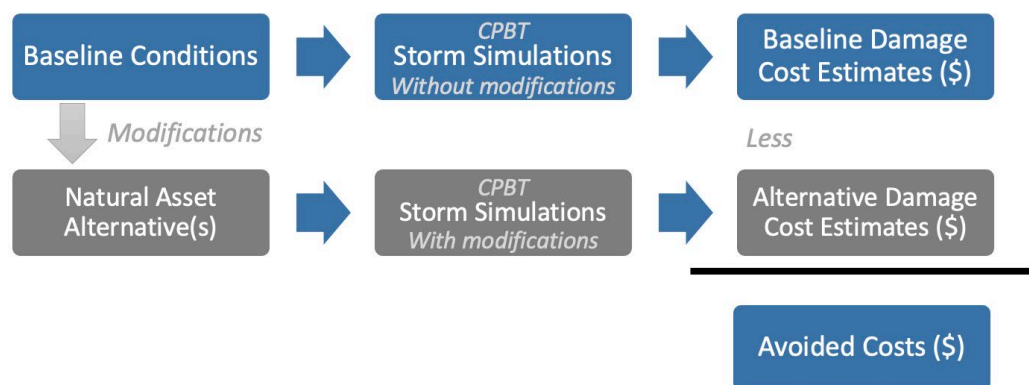 Baseline Conditions
CPBT
Storm Simulations
Without modifications
Baseline Damage
Cost Estimates ($)
Modifications
Less
Natural Asset
Alternative(s)
CPBT
Storm Simulations
With modifications
Alternative Damage
Cost Estimates ($)
Avoided Costs ($)